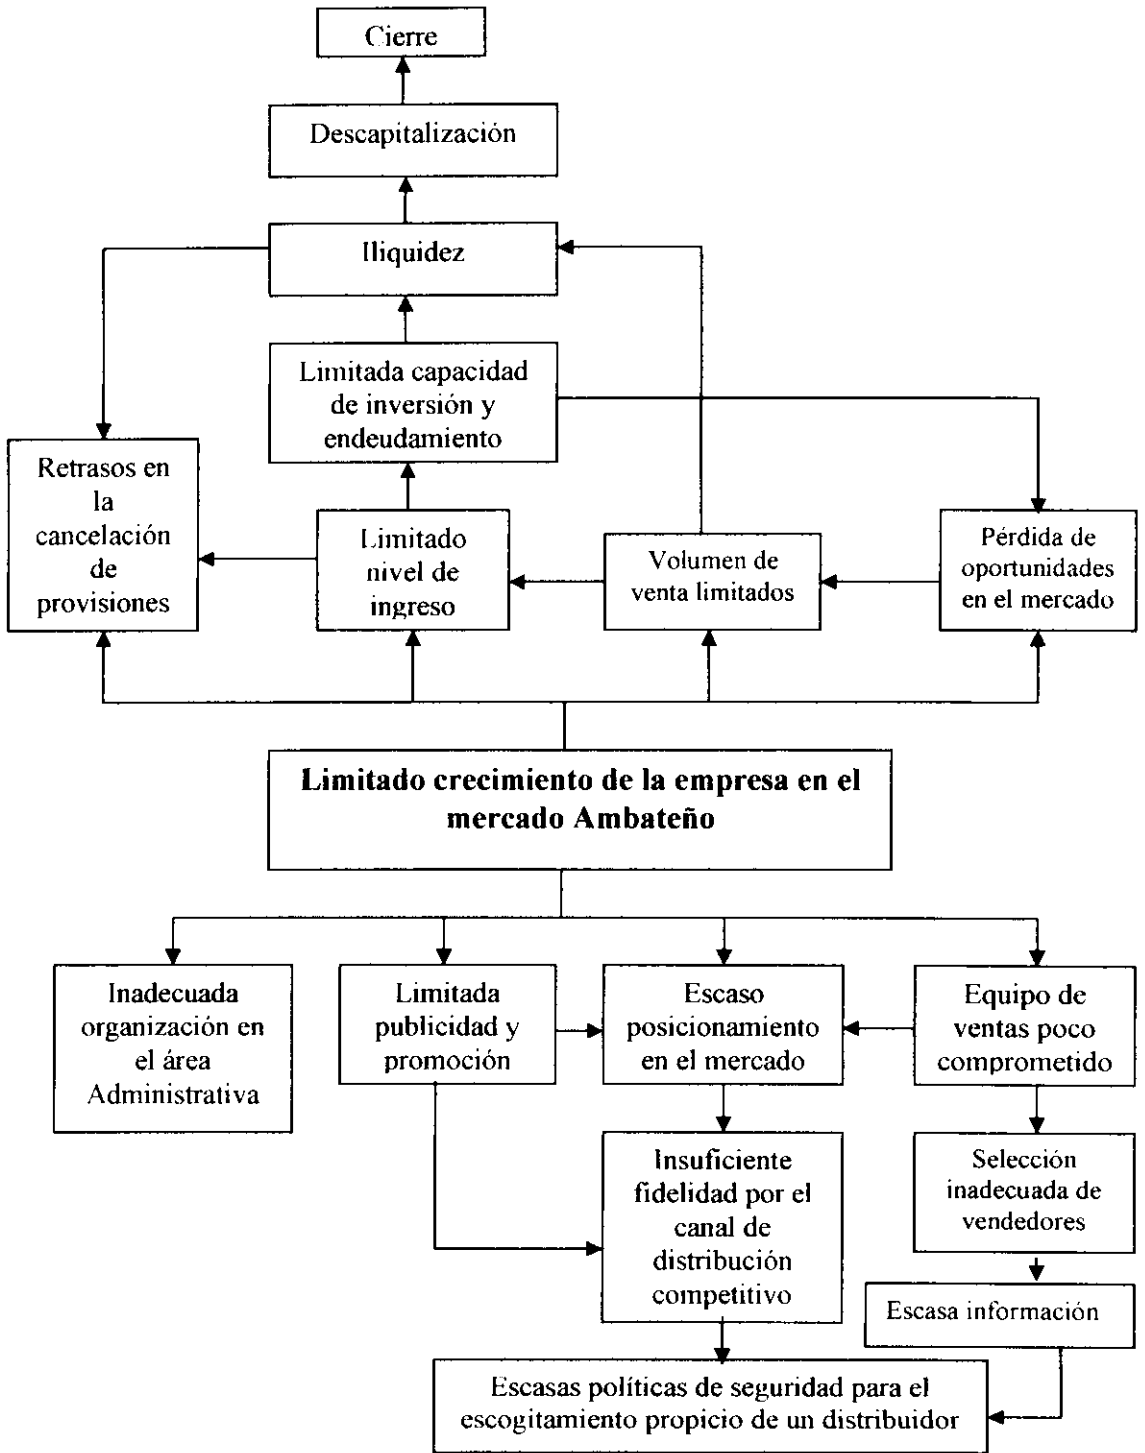 Cierre
Descapitalización
Iliquidez
Limitada capacidad
de inversión y
endeudamiento
Retrasos en
la
cancelación
de
provisiones
Limitado
nivel de
ingreso
Volumen de
venta limitados
Pérdida de
oportunidades
en el mercado
Limitado crecimiento de la empresa en el
mercado Ambateño
Inadecuada
organización en
el área
Administrativa
Limitada
publicidad y
promoción
Escaso
posicionamiento
en el mercado
Equipo de
ventas poco
comprometido
Insuficiente
fidelidad por el
canal de
distribución
competitivo
Selección
inadecuada de
vendedores
Escasa información
Escasas políticas de seguridad para el
escogitamiento propicio de un distribuidor